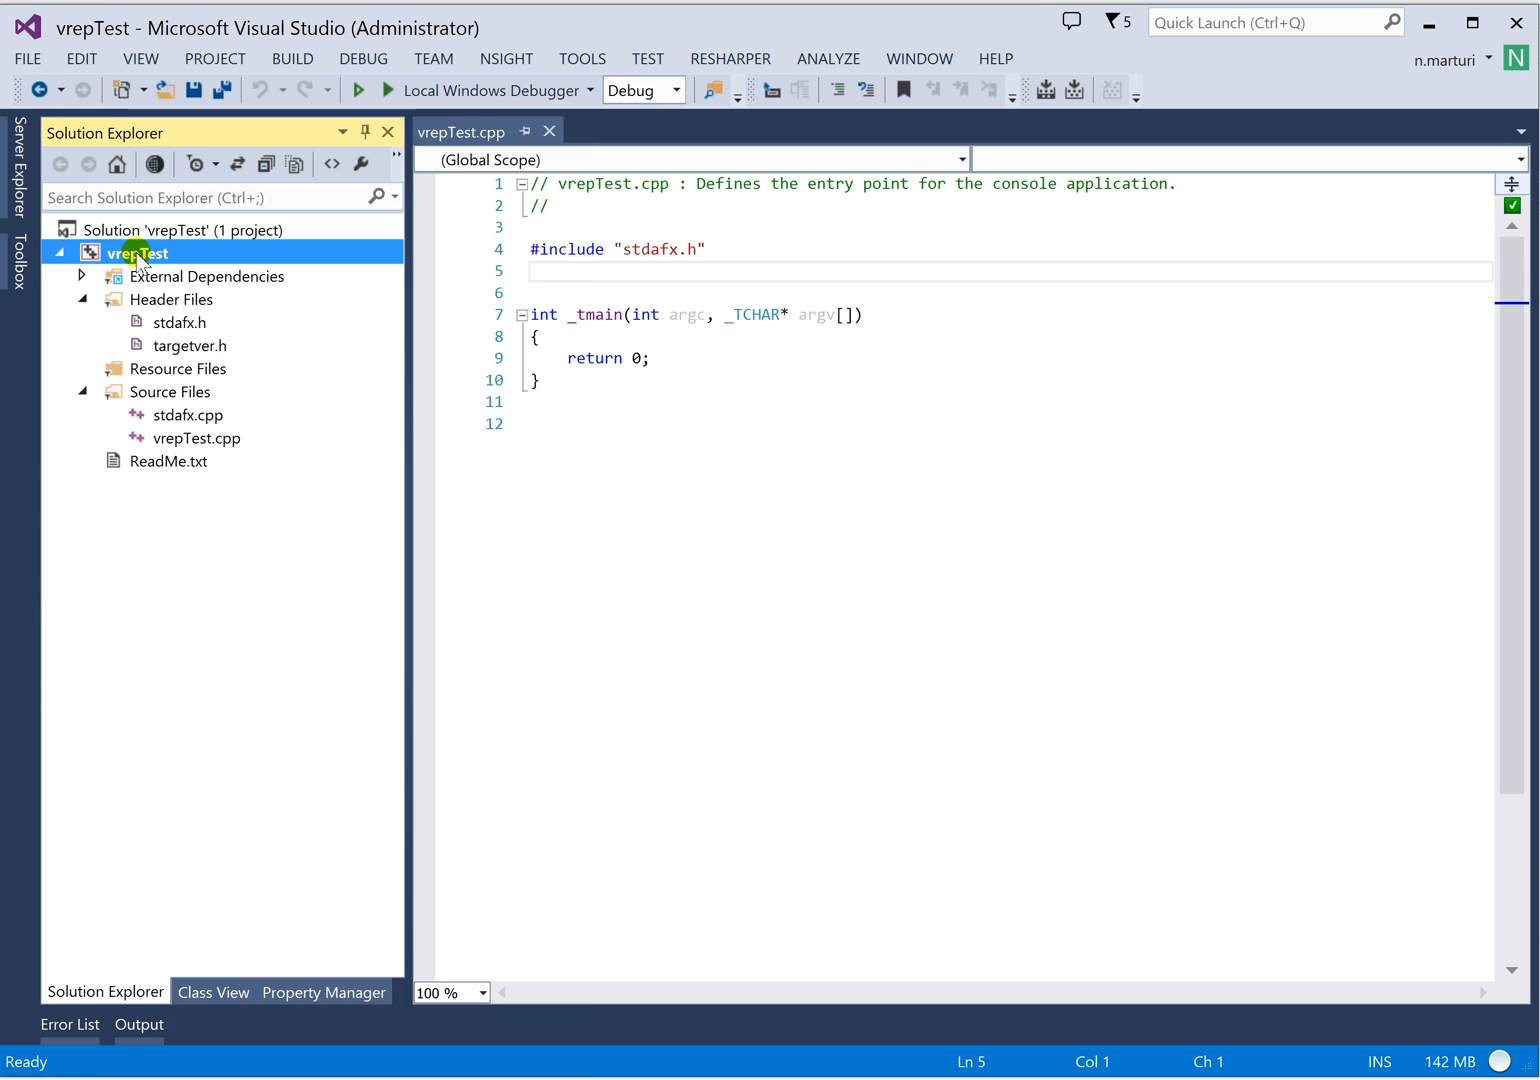 vrepTest - Microsoft Visual Studio (Administrator)
5
Quick Launch (Ctrl+Q)
FILE EDIT VIEW PROJECT BUILD DEBUG TEAM NSIGHT TOOLS TEST RESHARPER ANALYZE WINDOW HELP
n.marturi N
Local Windows Debugger Debug
Server Explorer
Toolbox
Solution Explorer
Search Solution Explorer (Ctrl+;)
Solution 'vrepTest' (1 project)
vrepTest
External Dependencies
Header Files
stdafx.h
targetver.h
Resource Files
Source Files
stdafx.cpp
vrepTest.cpp
ReadMe.txt
Solution Explorer Class View Property Manager
vrepTest.cpp
(Global Scope)
1 // vrepTest.cpp : Defines the entry point for the console application.
2 //
3
4 #include "stdafx.h"
5
6
7 int _tmain(int argc, _TCHAR* argv[])
8 {
9 return 0;
10 }
11
12
100 %
Error List Output
Ready Ln 5 Col 1 Ch 1 INS 142 MB